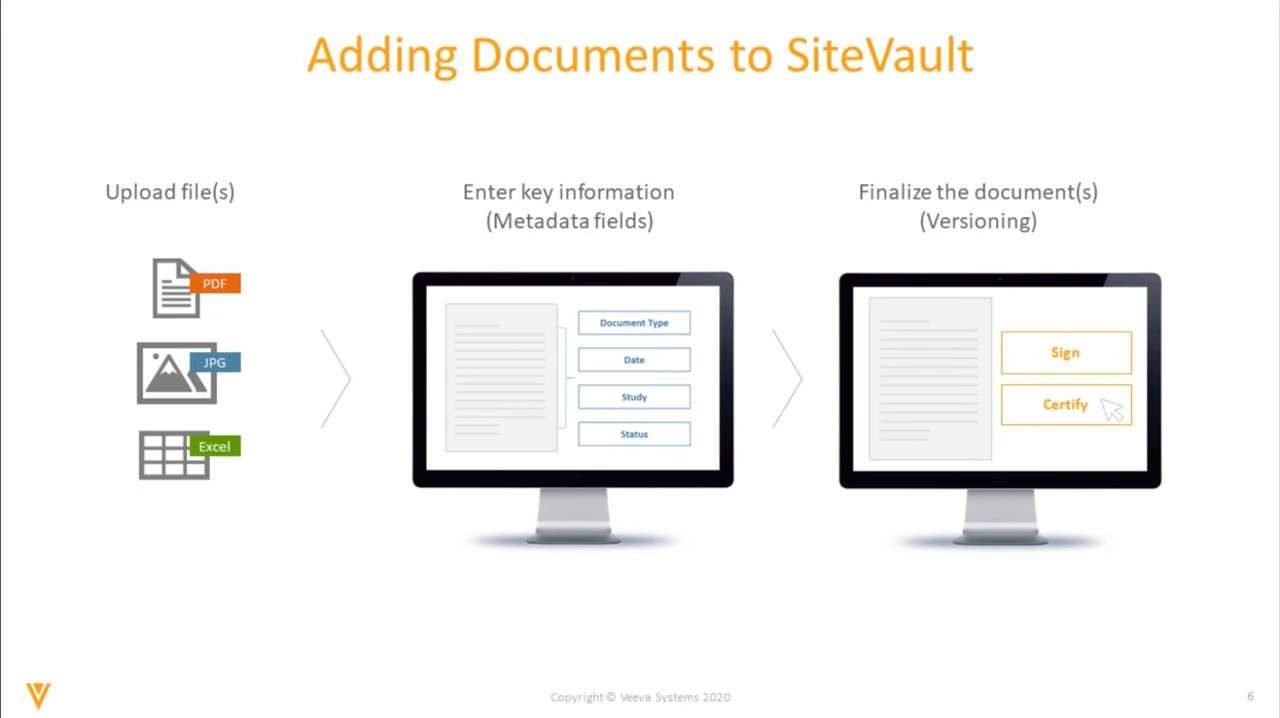 Adding Documents to SiteVault
Upload file(s)
PDF
JPG
Excel
Enter key information
(Metadata fields)
Document Type
Date
Study
Status
Finalize the document(s)
(Versioning)
Sign
Certify
Copyright © Veeva Systems 2020
6